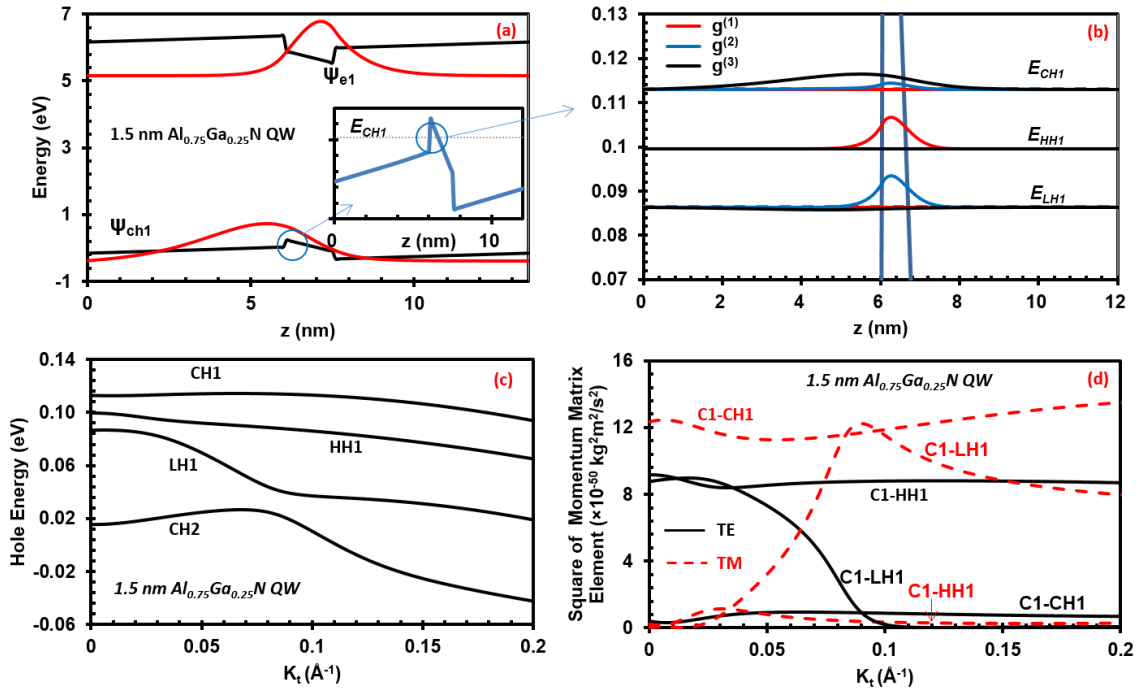 (a)
Energy (eV)
7
5
3
1
-1
Ψe1
1.5 nm Al0.75Ga0.25N QW
ECH1
0
10
z (nm)
Ψch1
0
5
10
z (nm)
(b)
0.13
0.12
0.11
0.1
0.09
0.08
0.07
g(1)
g(2)
g(3)
ECH1
EHH1
ELH1
0 2 4 6 8 10 12
z (nm)
(c)
Hole Energy (eV)
0.14
0.10
0.06
0.02
-0.02
-0.06
CH1
HH1
LH1
CH2
1.5 nm Al0.75Ga0.25N QW
0 0.05 0.1 0.15 0.2
Kt (Å-1)
(d)
Square of Momentum Matrix
Element (×10-50 kg2m2/s2)
16
12
8
4
0
1.5 nm Al0.75Ga0.25N QW
C1-CH1
C1-LH1
C1-HH1
TE
TM
C1-LH1
C1-HH1
C1-CH1
0 0.05 0.1 0.15 0.2
Kt (Å-1)